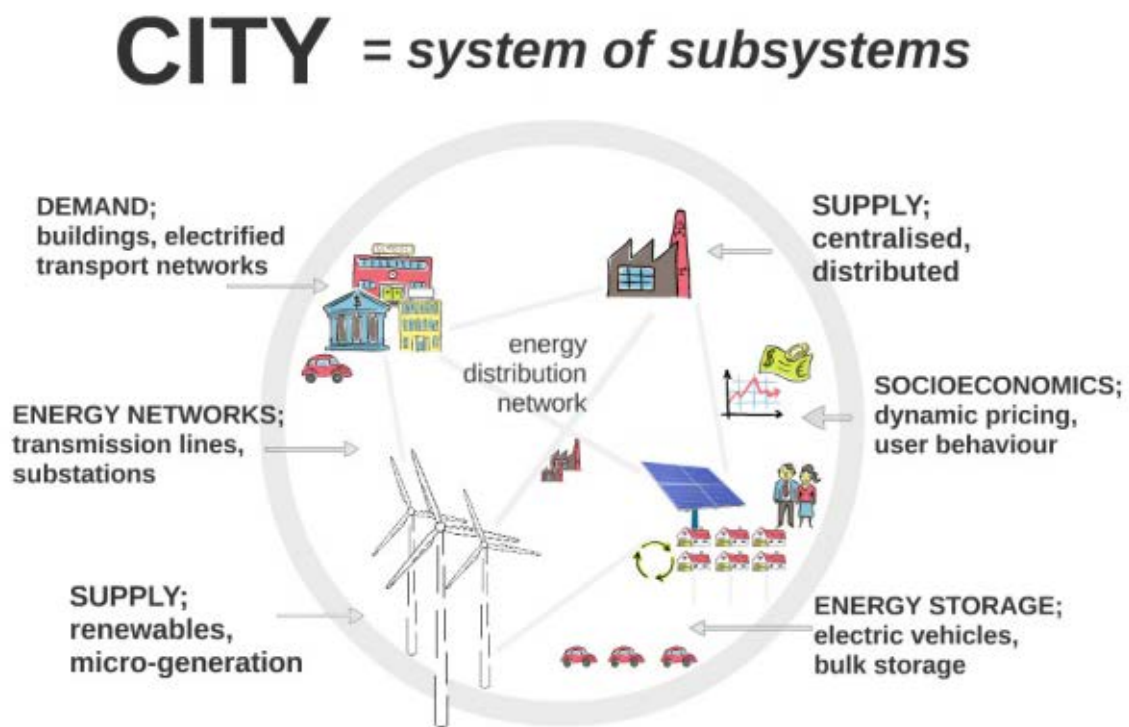 CITY = system of subsystems
DEMAND;
buildings, electrified
transport networks
SUPPLY;
centralised,
distributed
energy
distribution
network
SOCIOECONOMICS;
dynamic pricing,
user behaviour
ENERGY NETWORKS;
transmission lines,
substations
SUPPLY;
renewables,
micro-generation
ENERGY STORAGE;
electric vehicles,
bulk storage